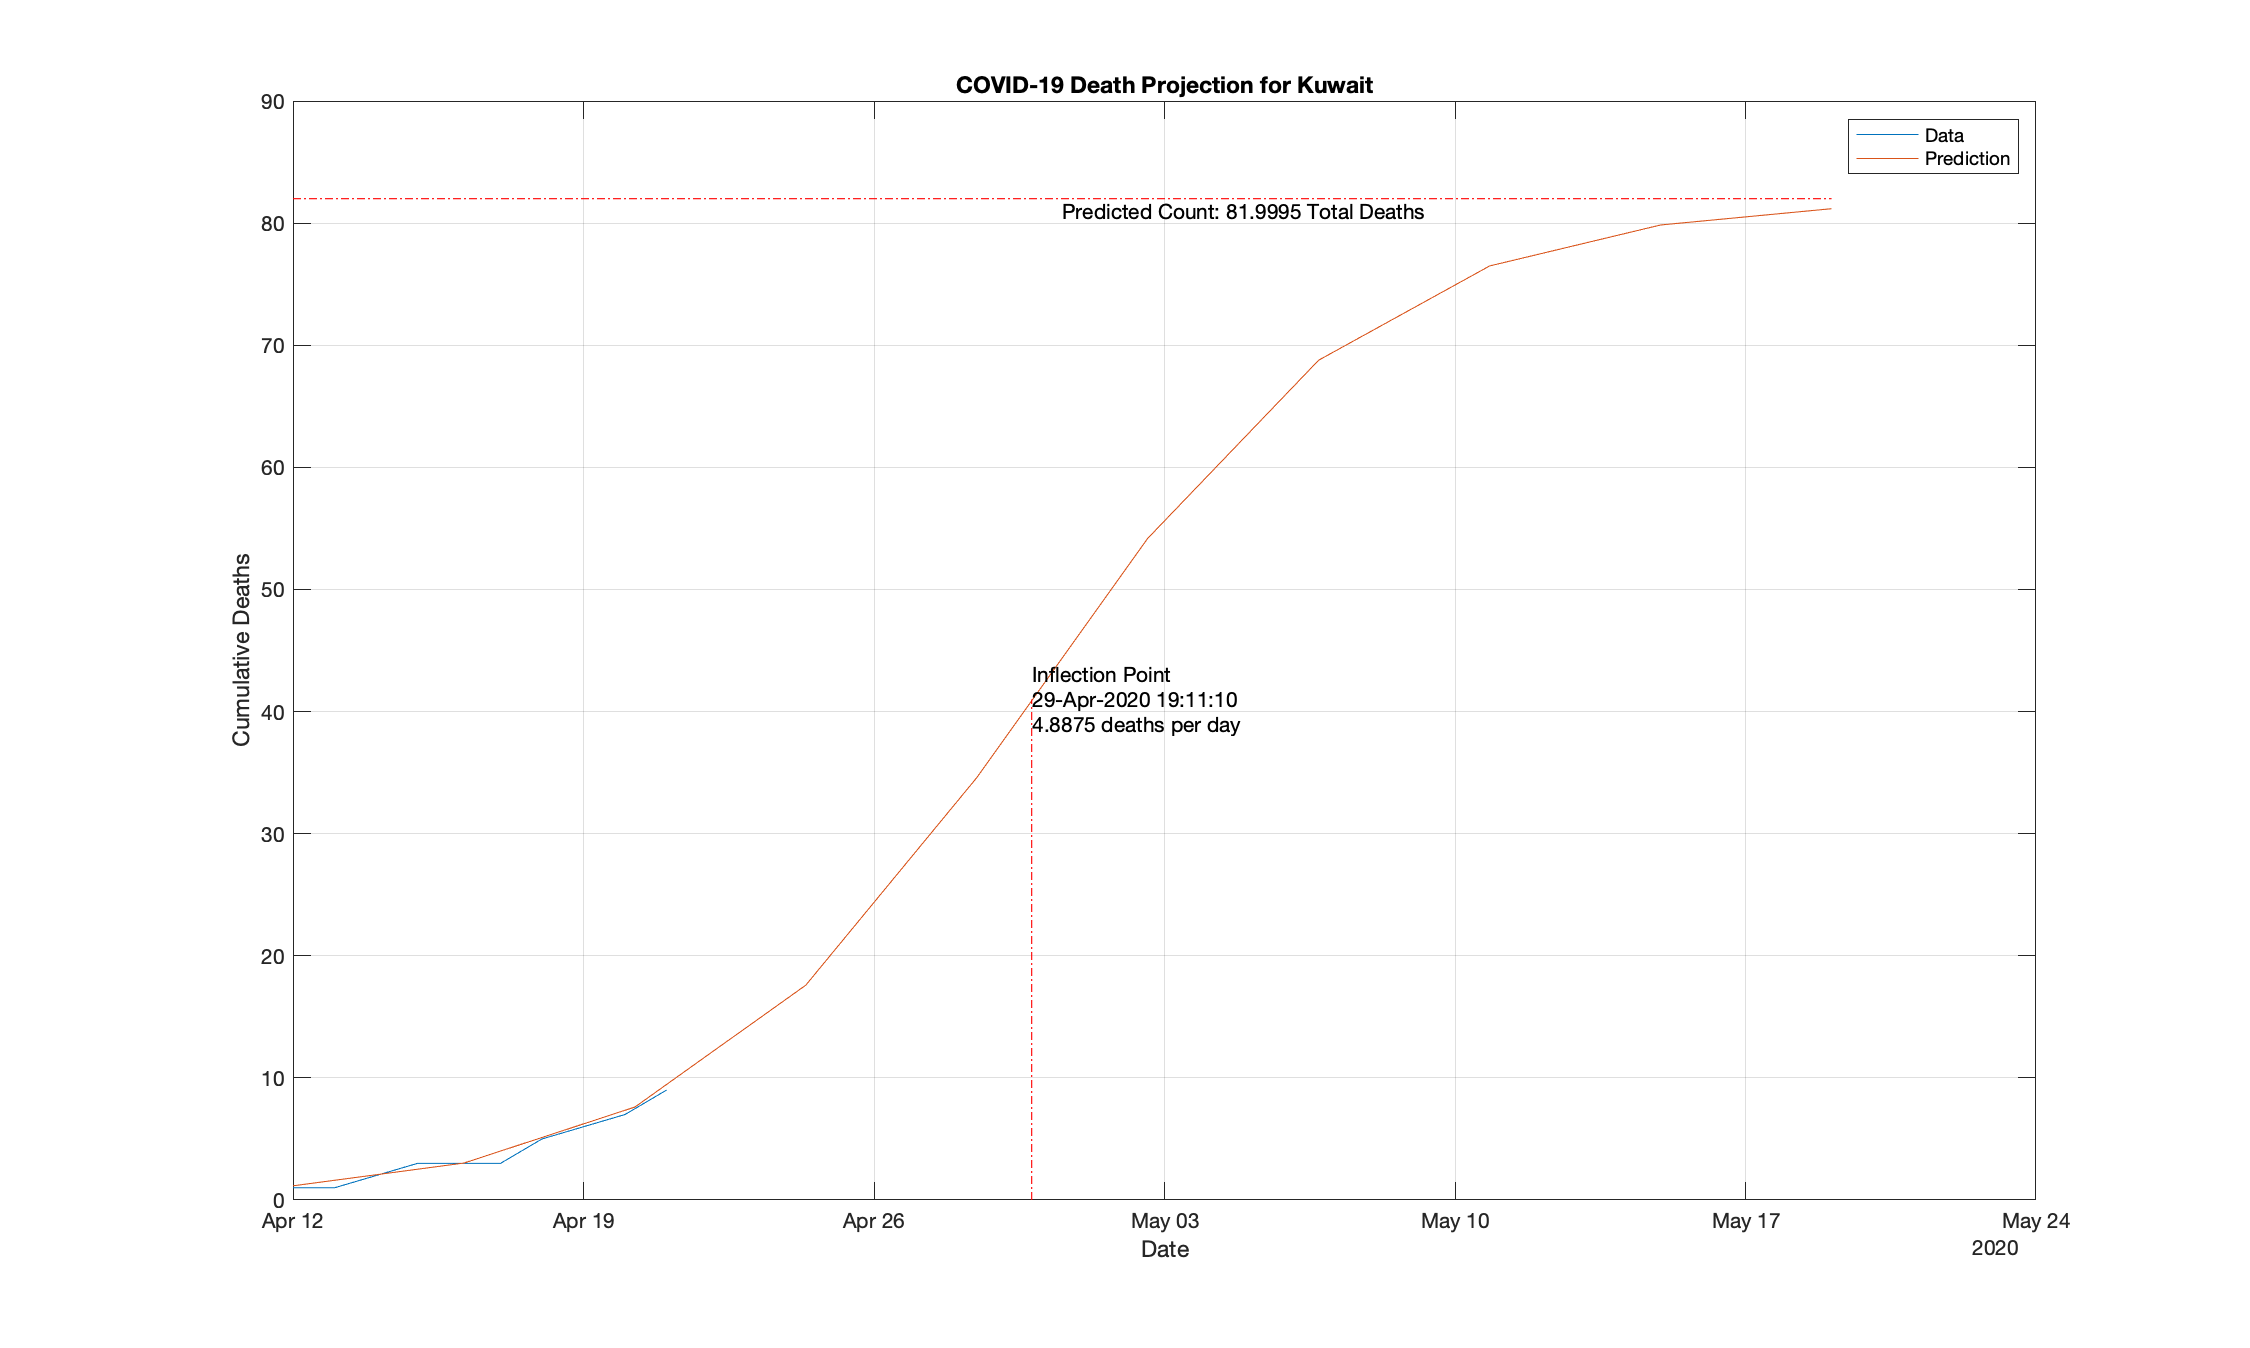 COVID-19 Death Projection for Kuwait
90
80
70
60
50
40
30
20
10
0
Cumulative Deaths
Data
Prediction
Predicted Count: 81.9995 Total Deaths
Inflection Point
29-Apr-2020 19:11:10
4.8875 deaths per day
Apr 12
Apr 19
Apr 26
May 03
May 10
May 17
May 24
Date
2020